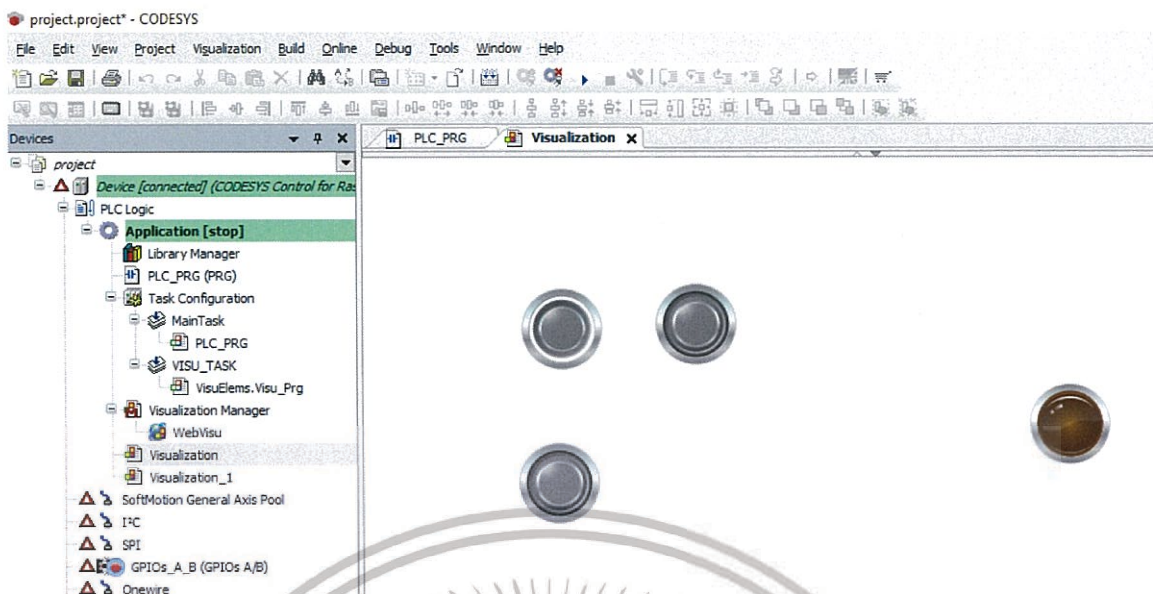 project.project* - CODESYS
File Edit View Project Visualization Build Online Debug Tools Window Help
Devices
PLC_PRG Visualization
project
Device [connected] (CODESYS Control for Ras
PLC Logic
Application [stop]
Library Manager
PLC_PRG (PRG)
Task Configuration
MainTask
PLC_PRG
VISU_TASK
VisuElems.Visu_Prg
Visualization Manager
WebVisu
Visualization
Visualization_1
SoftMotion General Axis Pool
I²C
SPI
GPIOs_A_B (GPIOs A/B)
Onewire